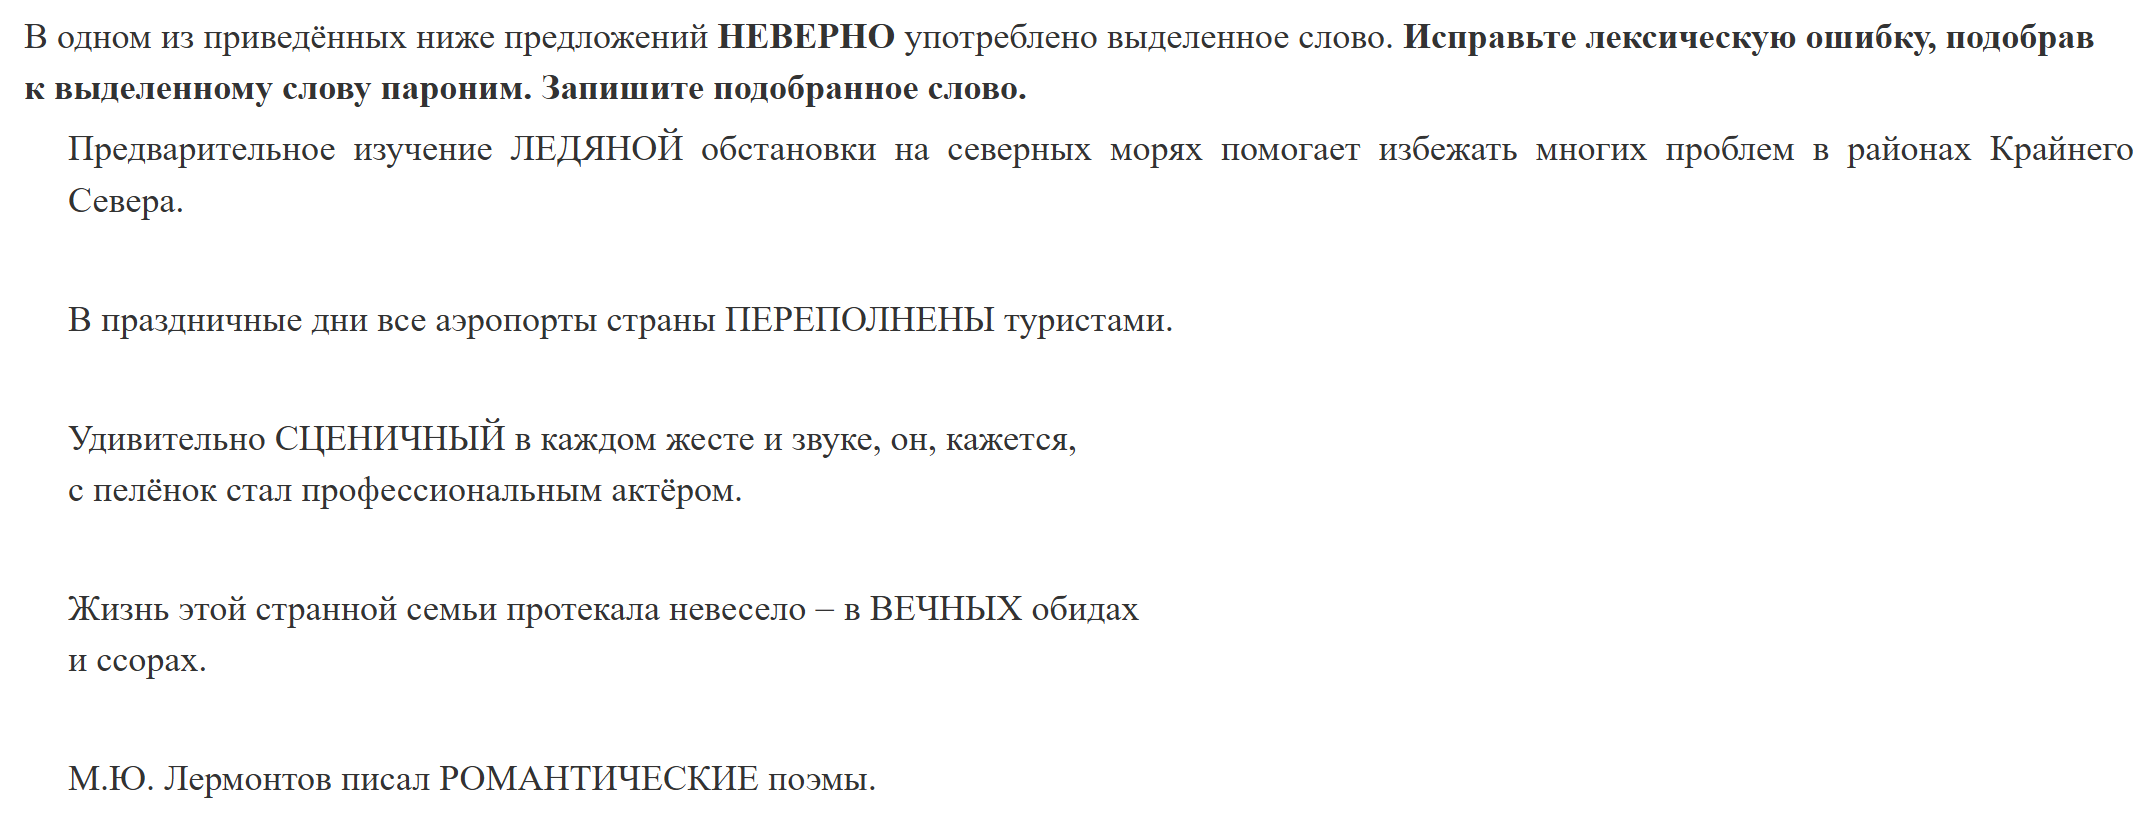 В одном из приведённых ниже предложений НЕВЕРНО употреблено выделенное слово. Исправьте лексическую ошибку, подобрав
к выделенному слову пароним. Запишите подобранное слово.
Предварительное изучение ЛЕДЯНОЙ обстановки на северных морях помогает избежать многих проблем в районах Крайнего
Севера.
В праздничные дни все аэропорты страны ПЕРЕПОЛНЕНЫ туристами.
Удивительно СЦЕНИЧНЫЙ в каждом жесте и звуке, он, кажется,
с пелёнок стал профессиональным актёром.
Жизнь этой странной семьи протекала невесело – в ВЕЧНЫХ обидах
и ссорах.
М.Ю. Лермонтов писал РОМАНТИЧЕСКИЕ поэмы.